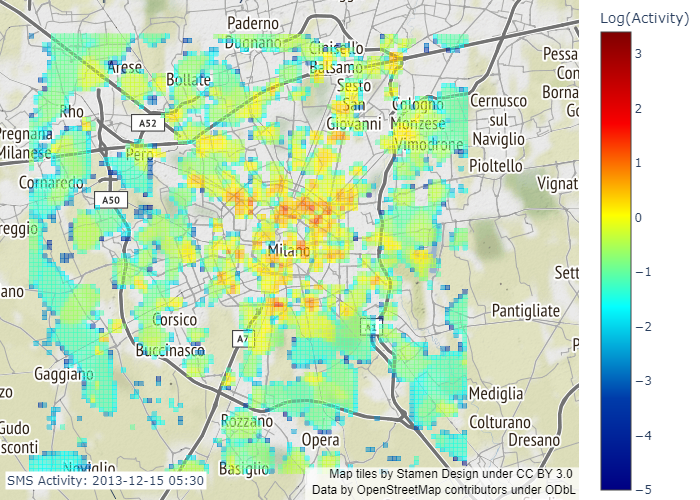 Log(Activity)
3
2
1
0
−1
−2
−3
−4
−5
Paderno
Dugnano
Cinisello
Balsamo
Arese
Bollate
Sesto
San
Giovanni
Cologno
Monzese
Vimodrone
Cernusco
sul
Naviglio
Pessa
Con
Borna
Go
Rho
A52
Pregnana
Milanese
Pero
Pioltello
Cornaredo
Vignat
A50
reggio
Milano
Sett
ano
Corsico
Pantigliate
A7
A1
Buccinasco
P
Gaggiano
zo
Mediglia
Rozzano
Colturano
Gudo
sconti
Opera
Dresano
Noviglio
Basiglio
SMS Activity: 2013-12-15 05:30
Map tiles by Stamen Design under CC BY 3.0
Data by OpenStreetMap contributors under ODbL